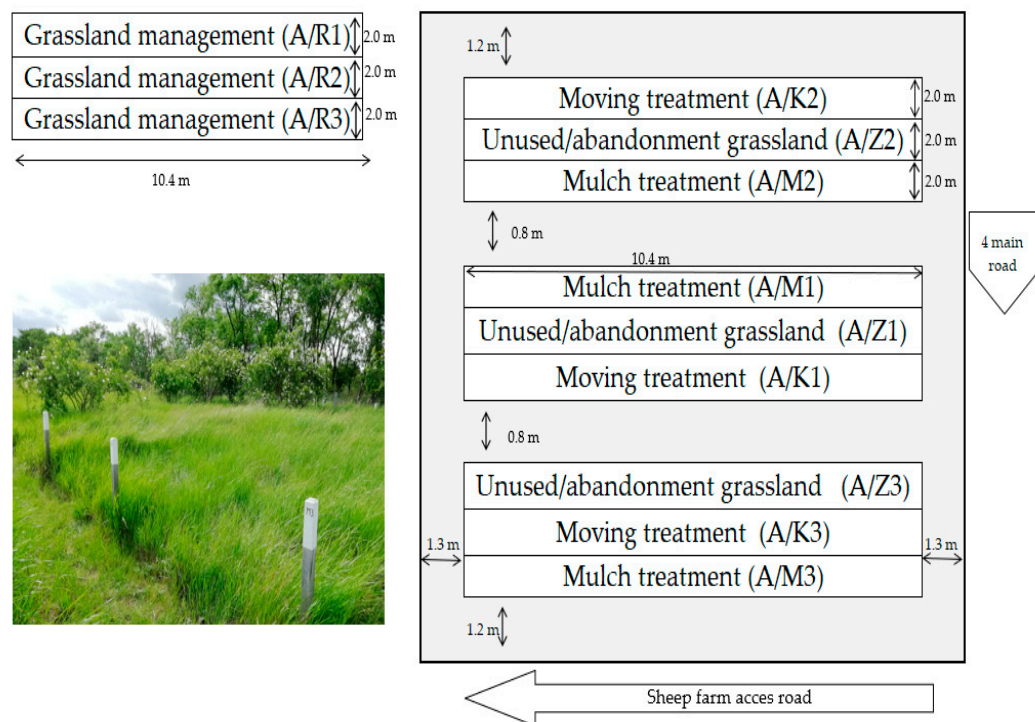 Grassland management (A/R1)
2.0 m
Grassland management (A/R2)
2.0 m
Grassland management (A/R3)
2.0 m
10.4 m
1.2 m
Moving treatment (A/K2)
2.0 m
Unused/abandonment grassland (A/Z2)
2.0 m
Mulch treatment (A/M2)
2.0 m
0.8 m
4 main
road
10.4 m
Mulch treatment (A/M1)
Unused/abandonment grassland (A/Z1)
Moving treatment (A/K1)
0.8 m
Unused/abandonment grassland (A/Z3)
Moving treatment (A/K3)
Mulch treatment (A/M3)
1.3 m
1.3 m
1.2 m
Sheep farm acces road